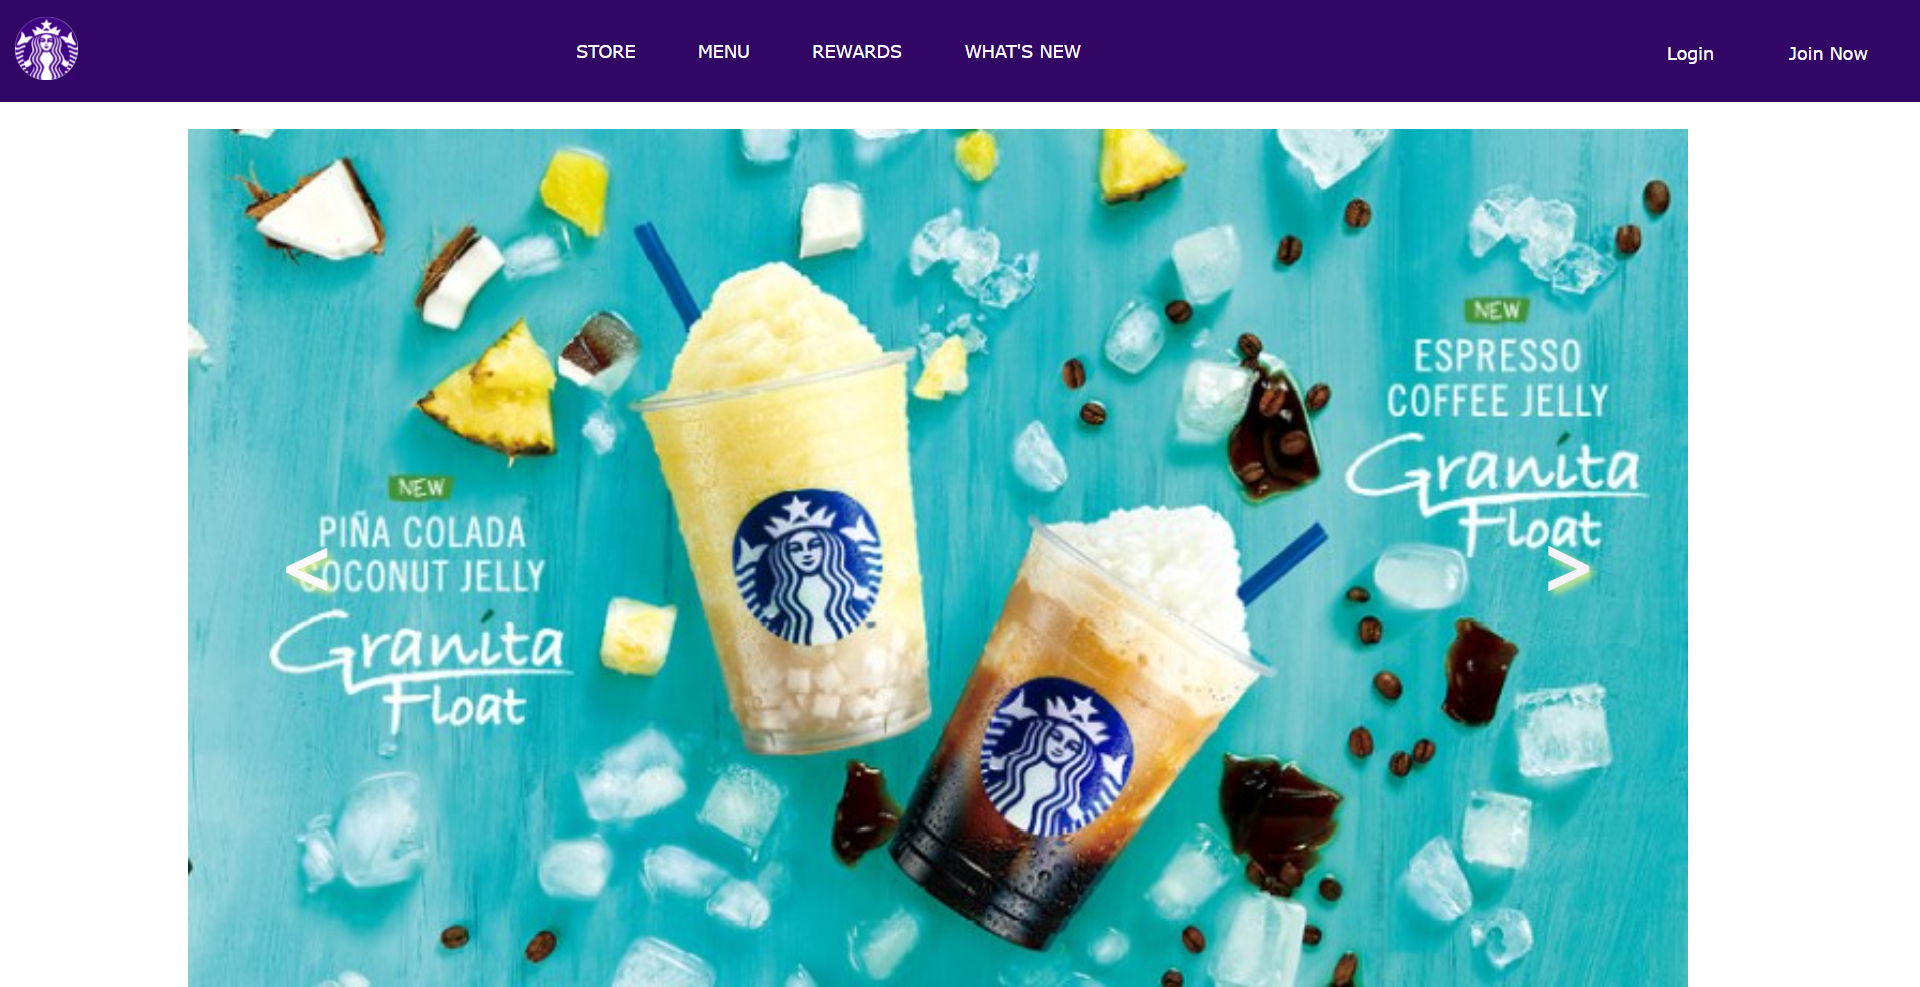 STORE MENU REWARDS WHAT'S NEW Login Join Now
NEW
PIÑA COLADA
COCONUT JELLY
Granita
Float
NEW
ESPRESSO
COFFEE JELLY
Granita
Float
<
>